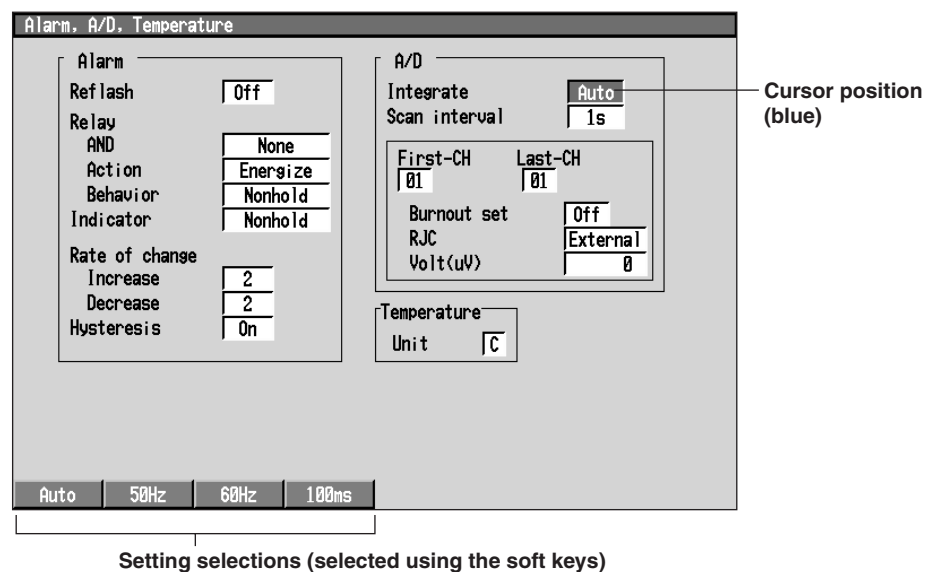 Alarm, A/D, Temperature
Alarm
Reflash Off
Relay
AND None
Action Energize
Behavior Nonhold
Indicator Nonhold
Rate of change
Increase 2
Decrease 2
Hysteresis On
A/D
Integrate Auto
Scan interval 1s
First-CH Last-CH
01 01
Burnout set Off
RJC External
Volt(uV) 0
Temperature
Unit C
Cursor position
(blue)
Auto 50Hz 60Hz 100ms
Setting selections (selected using the soft keys)